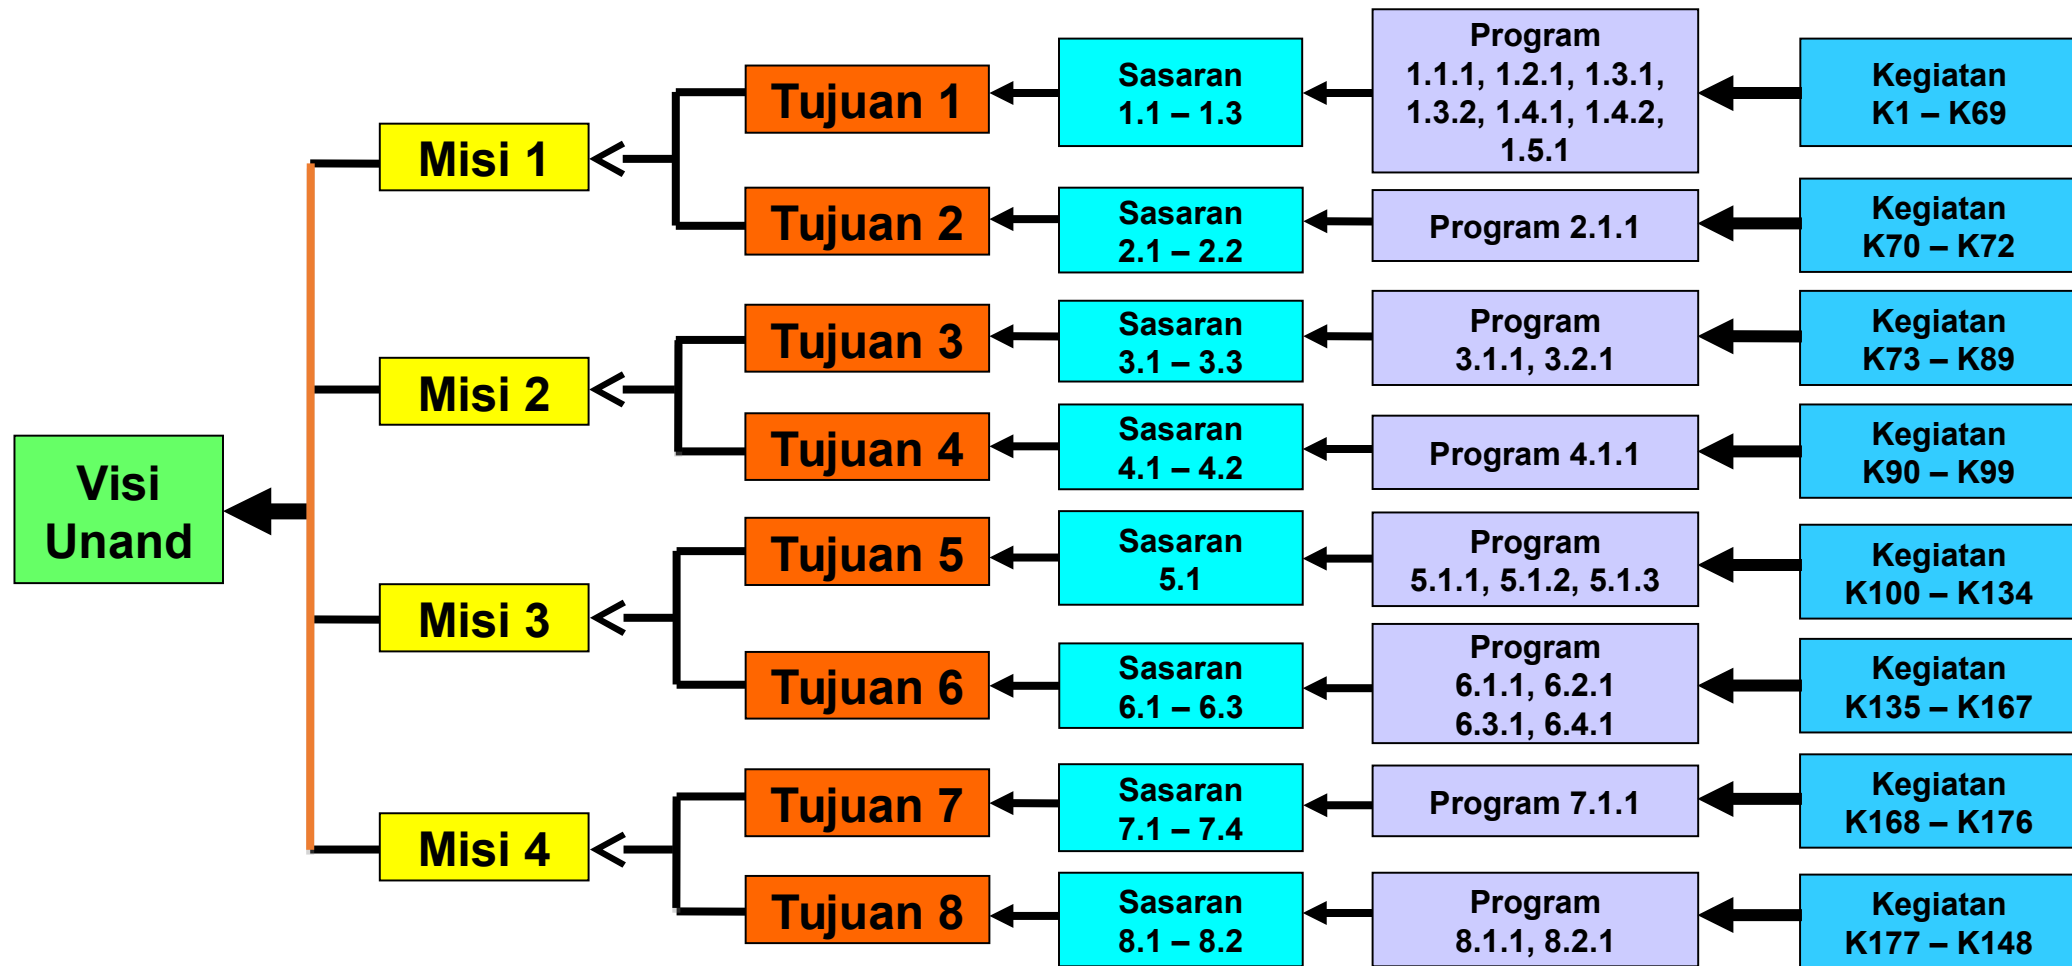 Visi
Unand
Misi 1
Misi 2
Misi 3
Misi 4
Tujuan 1
Tujuan 2
Tujuan 3
Tujuan 4
Tujuan 5
Tujuan 6
Tujuan 7
Tujuan 8
Sasaran
1.1 – 1.3
Sasaran
2.1 – 2.2
Sasaran
3.1 – 3.3
Sasaran
4.1 – 4.2
Sasaran
5.1
Sasaran
6.1 – 6.3
Sasaran
7.1 – 7.4
Sasaran
8.1 – 8.2
Program
1.1.1, 1.2.1, 1.3.1,
1.3.2, 1.4.1, 1.4.2,
1.5.1
Program 2.1.1
Program
3.1.1, 3.2.1
Program 4.1.1
Program
5.1.1, 5.1.2, 5.1.3
Program
6.1.1, 6.2.1
6.3.1, 6.4.1
Program 7.1.1
Program
8.1.1, 8.2.1
Kegiatan
K1 – K69
Kegiatan
K70 – K72
Kegiatan
K73 – K89
Kegiatan
K90 – K99
Kegiatan
K100 – K134
Kegiatan
K135 – K167
Kegiatan
K168 – K176
Kegiatan
K177 – K148